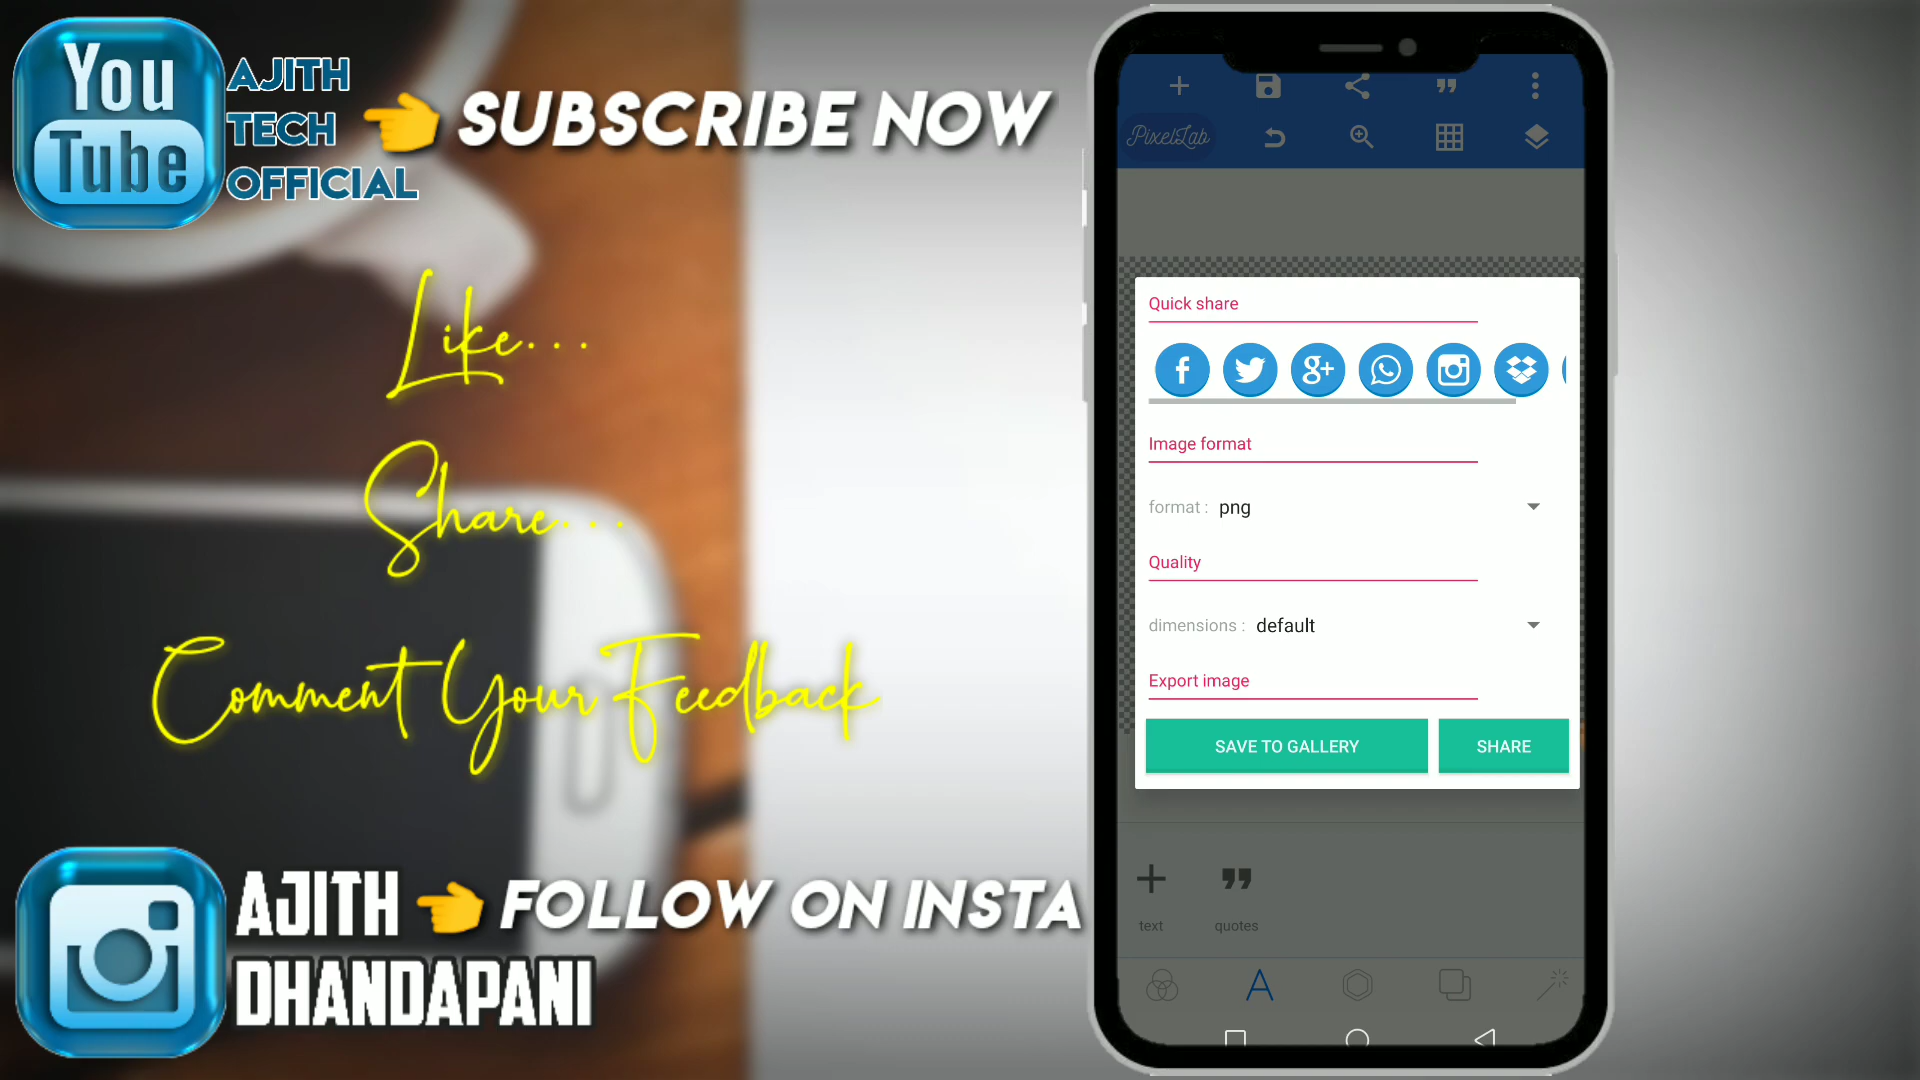 You
Tube
AJITH
TECH
OFFICIAL
SUBSCRIBE NOW
Like...
Share...
Comment Your Feedback
AJITH
DHANDAPANI
FOLLOW ON INSTA
PixelLab
Quick share
Image format
format : png
Quality
dimensions : default
Export image
SAVE TO GALLERY
SHARE
text
quotes